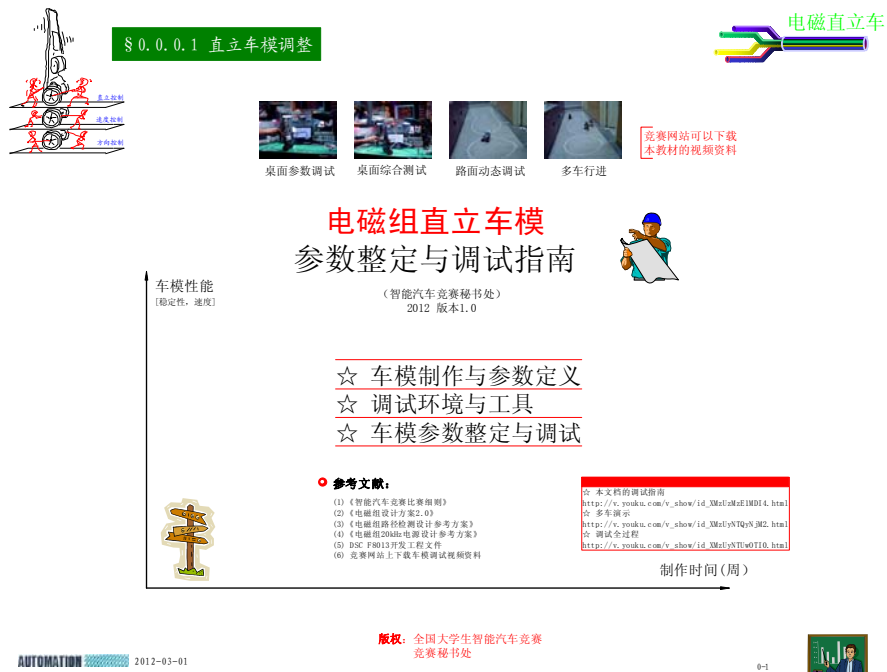 电磁直立车
§0.0.0.1 直立车模调整
直立控制
速度控制
方向控制
桌面参数调试
桌面综合测试
路面动态调试
多车行进
竞赛网站可以下载
本教材的视频资料
电磁组直立车模
参数整定与调试指南
(智能汽车竞赛秘书处)
2012 版本1.0
车模性能
[稳定性，速度]
☆ 车模制作与参数定义
☆ 调试环境与工具
☆ 车模参数整定与调试
参考文献：
(1)《智能汽车竞赛比赛细则》
(2)《电磁组设计方案2.0》
(3)《电磁组路径检测设计参考方案》
(4)《电磁组20kHz电源设计参考方案》
(5) DSC F8013开发工程文件
(6) 竞赛网站上下载车模调试视频资料
☆ 本文档的调试指南
http://v.youku.com/v_show/id_XMzUzMzE1MDI4.html
☆ 多车演示
http://v.youku.com/v_show/id_XMzUyNTQyNjM2.html
☆ 调试全过程
http://v.youku.com/v_show/id_XMzUyNTUwOTI0.html
制作时间(周)
版权：全国大学生智能汽车竞赛
竞赛秘书处
AUTOMATION
2012-03-01
0-1